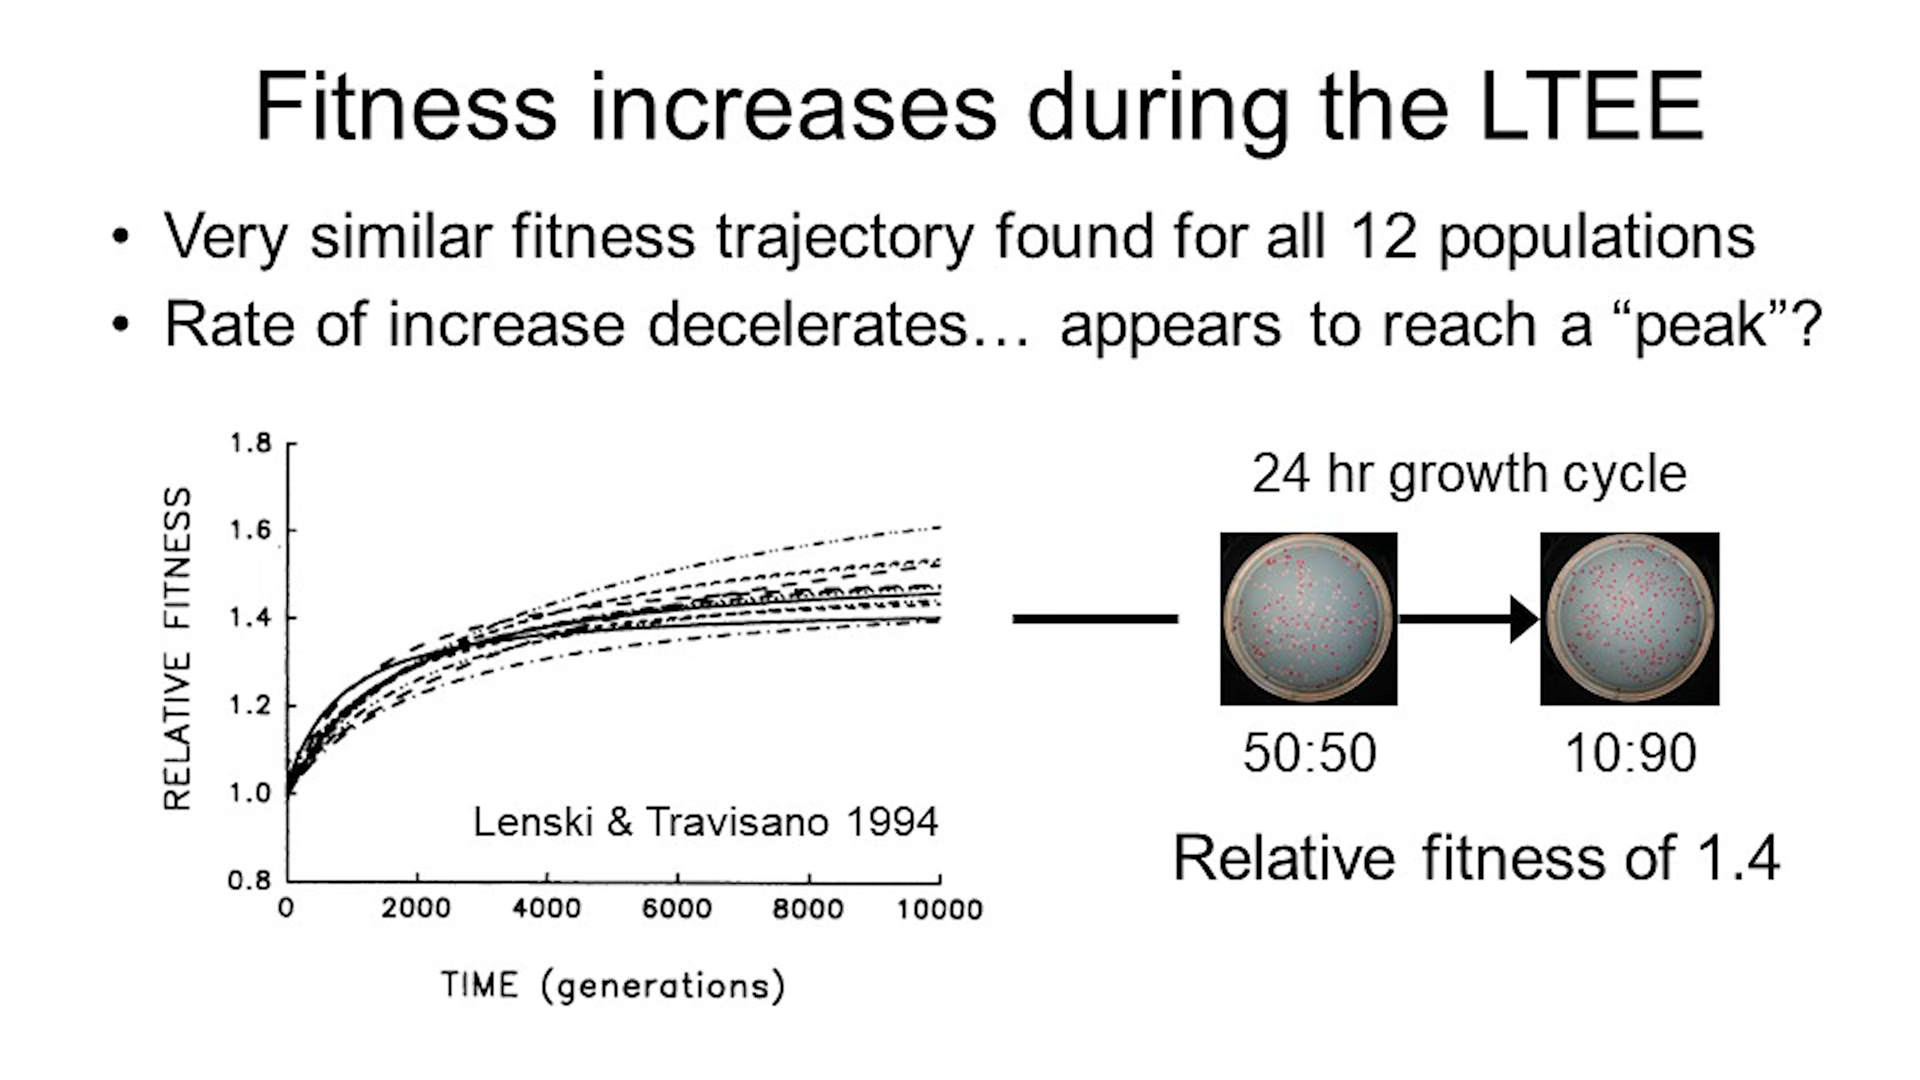 Fitness increases during the LTEE
• Very similar fitness trajectory found for all 12 populations
• Rate of increase decelerates… appears to reach a “peak”?
RELATIVE FITNESS
1.8
1.6
1.4
1.2
1.0
0.8
0 2000 4000 6000 8000 10000
TIME (generations)
Lenski & Travisano 1994
24 hr growth cycle
50:50 10:90
Relative fitness of 1.4